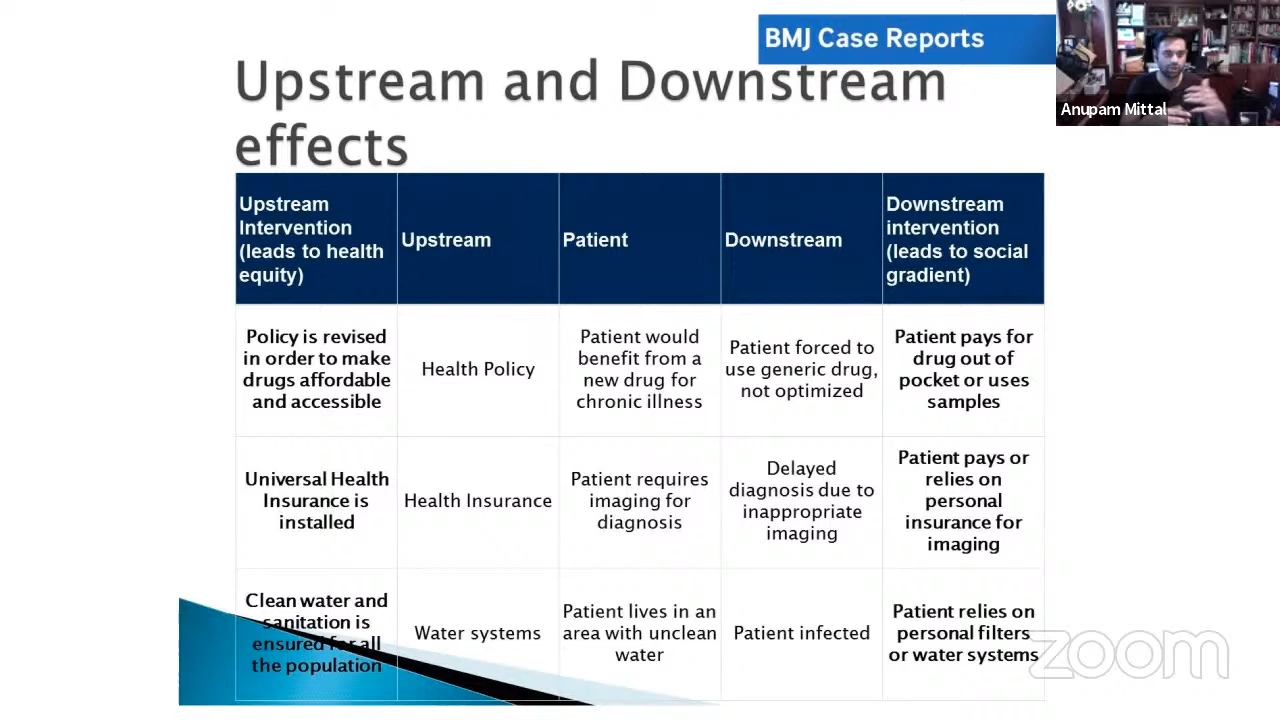 BMJ Case Reports
Anupam Mittal
Upstream and Downstream
effects
Upstream
Intervention
(leads to health
equity)
Upstream
Patient
Downstream
Downstream
intervention
(leads to social
gradient)
Policy is revised
in order to make
drugs affordable
and accessible
Health Policy
Patient would
benefit from a
new drug for
chronic illness
Patient forced to
use generic drug,
not optimized
Patient pays for
drug out of
pocket or uses
samples
Universal Health
Insurance is
installed
Health Insurance
Patient requires
imaging for
diagnosis
Delayed
diagnosis due to
inappropriate
imaging
Patient pays or
relies on
personal
insurance for
imaging
Clean water and
sanitation is
ensured for all
the population
Water systems
Patient lives in an
area with unclean
water
Patient infected
Patient relies on
personal filters
or water systems
zoom